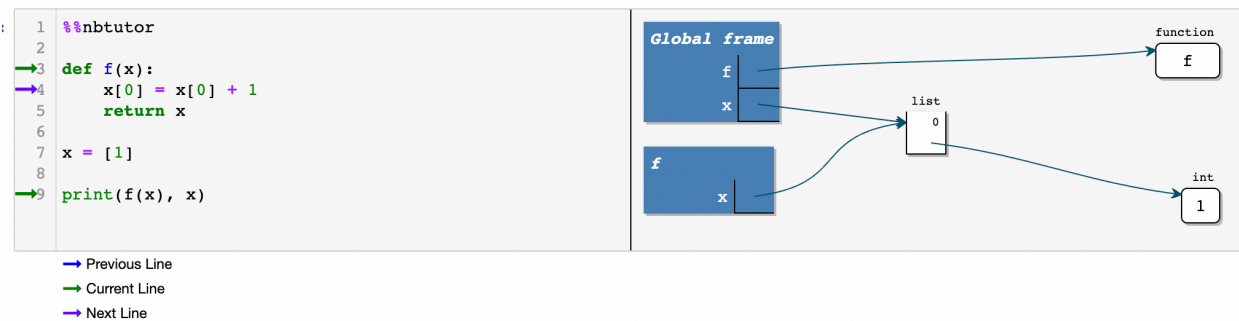 :
1 %%nbtutor
2
3 def f(x):
4 x[0] = x[0] + 1
5 return x
6
7 x = [1]
8
9 print(f(x), x)
Previous Line
Current Line
Next Line
Global frame
f
x
f
x
function
f
list
0
int
1